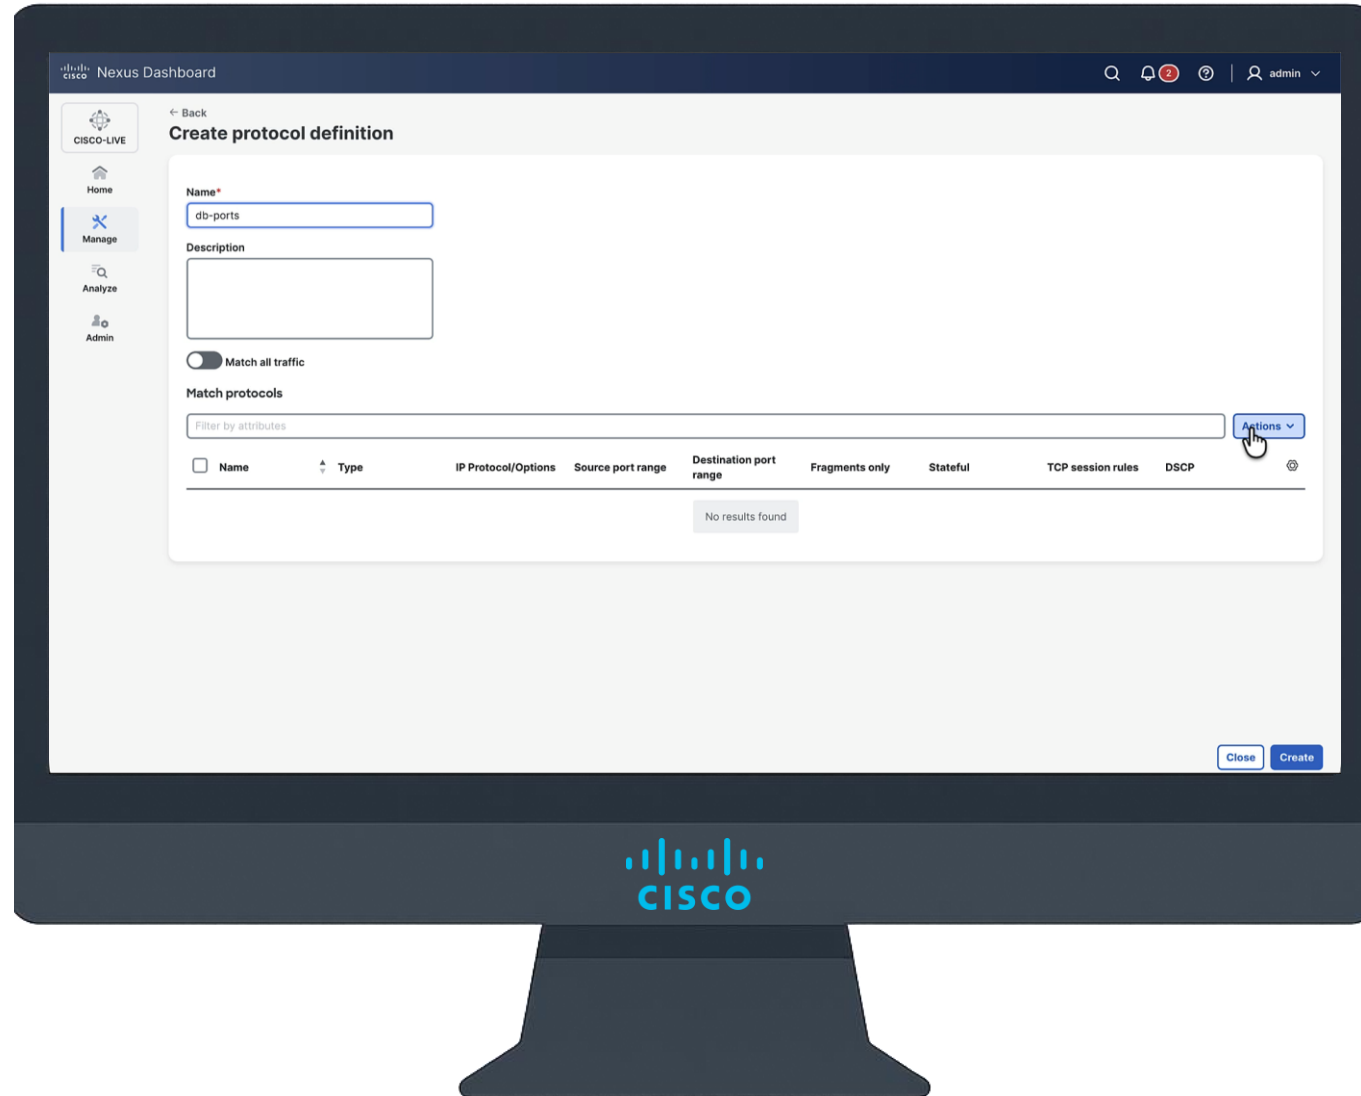 CISCO Nexus Dashboard
2
admin
CISCO-LIVE
Home
Manage
Analyze
Admin
← Back
Create protocol definition
Name*
db-ports
Description
Match all traffic
Match protocols
Filter by attributes
Actions
Name Type IP Protocol/Options Source port range Destination port range Fragments only Stateful TCP session rules DSCP
No results found
Close Create
CISCO